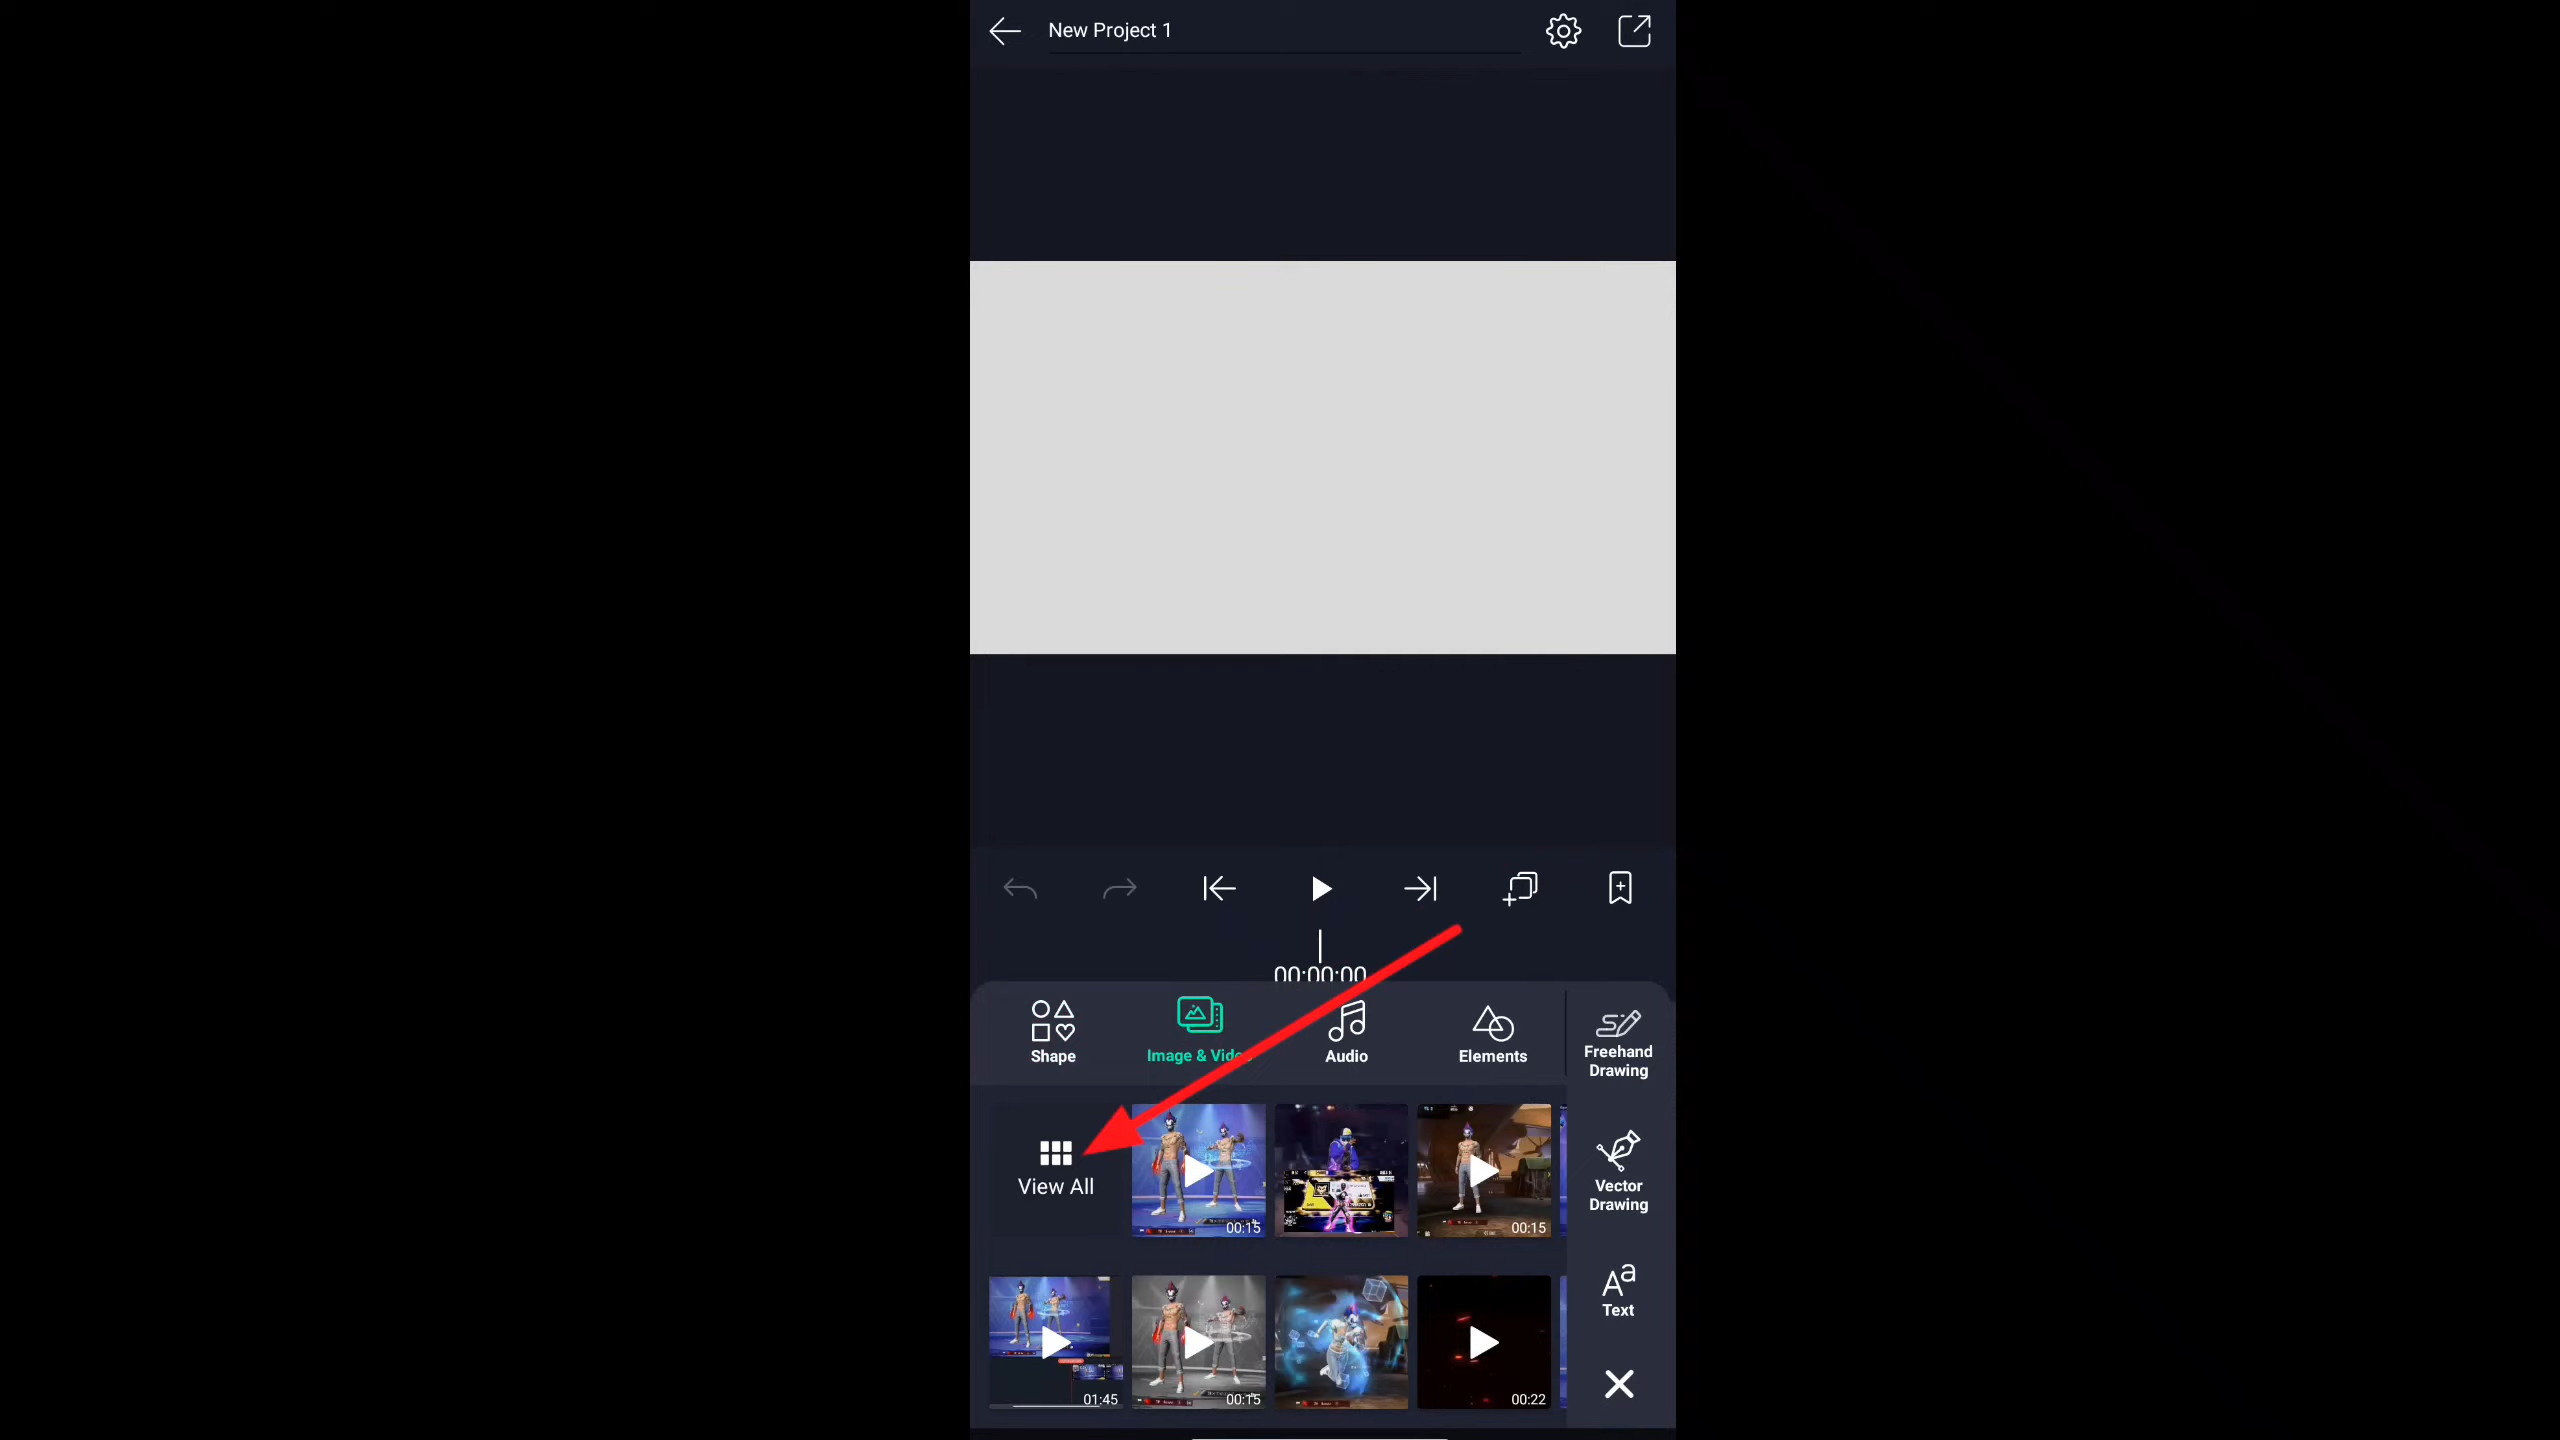 New Project 1
00:00:00
Shape
Image & Video
Audio
Elements
Freehand
Drawing
View All
00:15
00:15
Vector
Drawing
Text
01:45
00:15
00:22